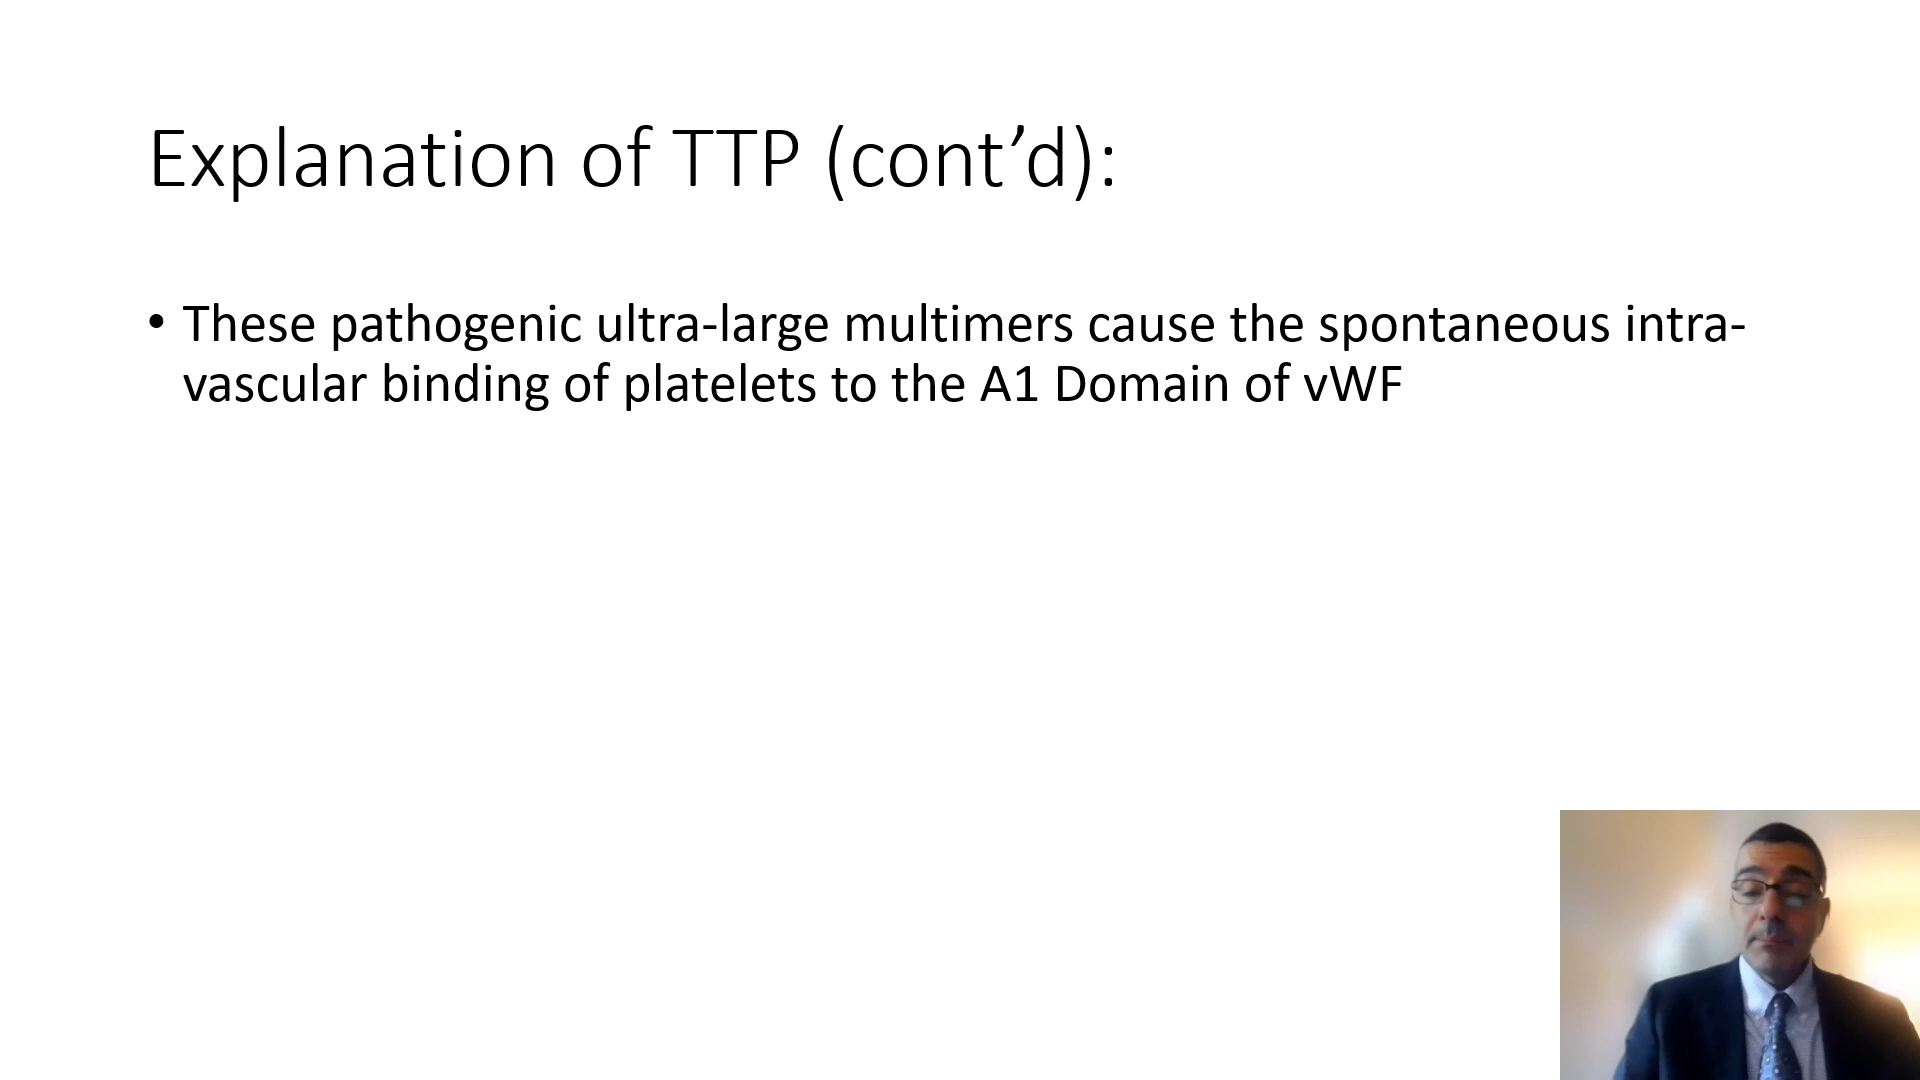 Explanation of TTP (cont’d):
• These pathogenic ultra-large multimers cause the spontaneous intra-
vascular binding of platelets to the A1 Domain of vWF